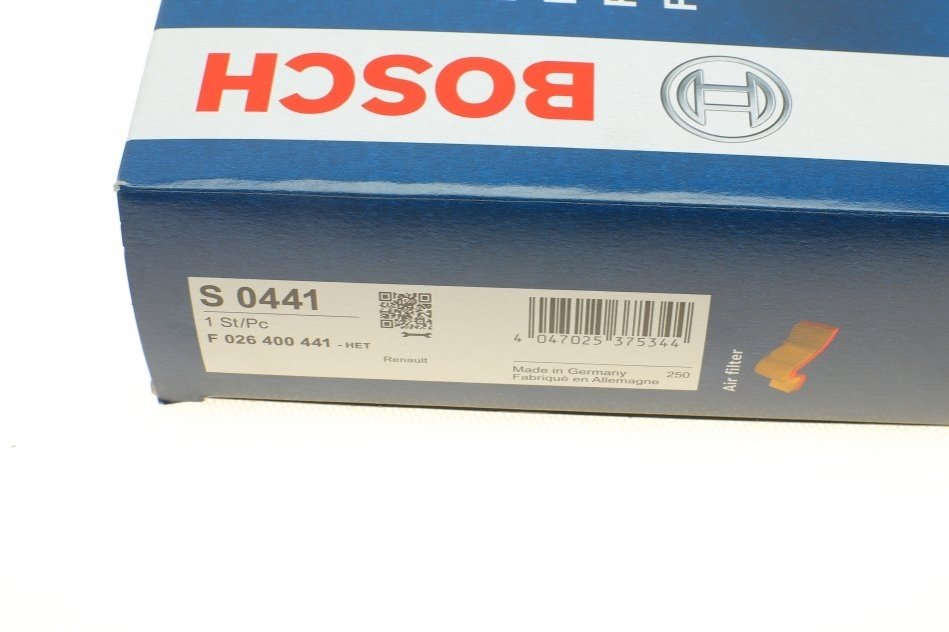 BOSCH
S 0441
1 St/Pc
F 026 400 441 - HET
Renault
4 047025 375344
Made in Germany
Fabriqué en Allemagne
250
Air filter